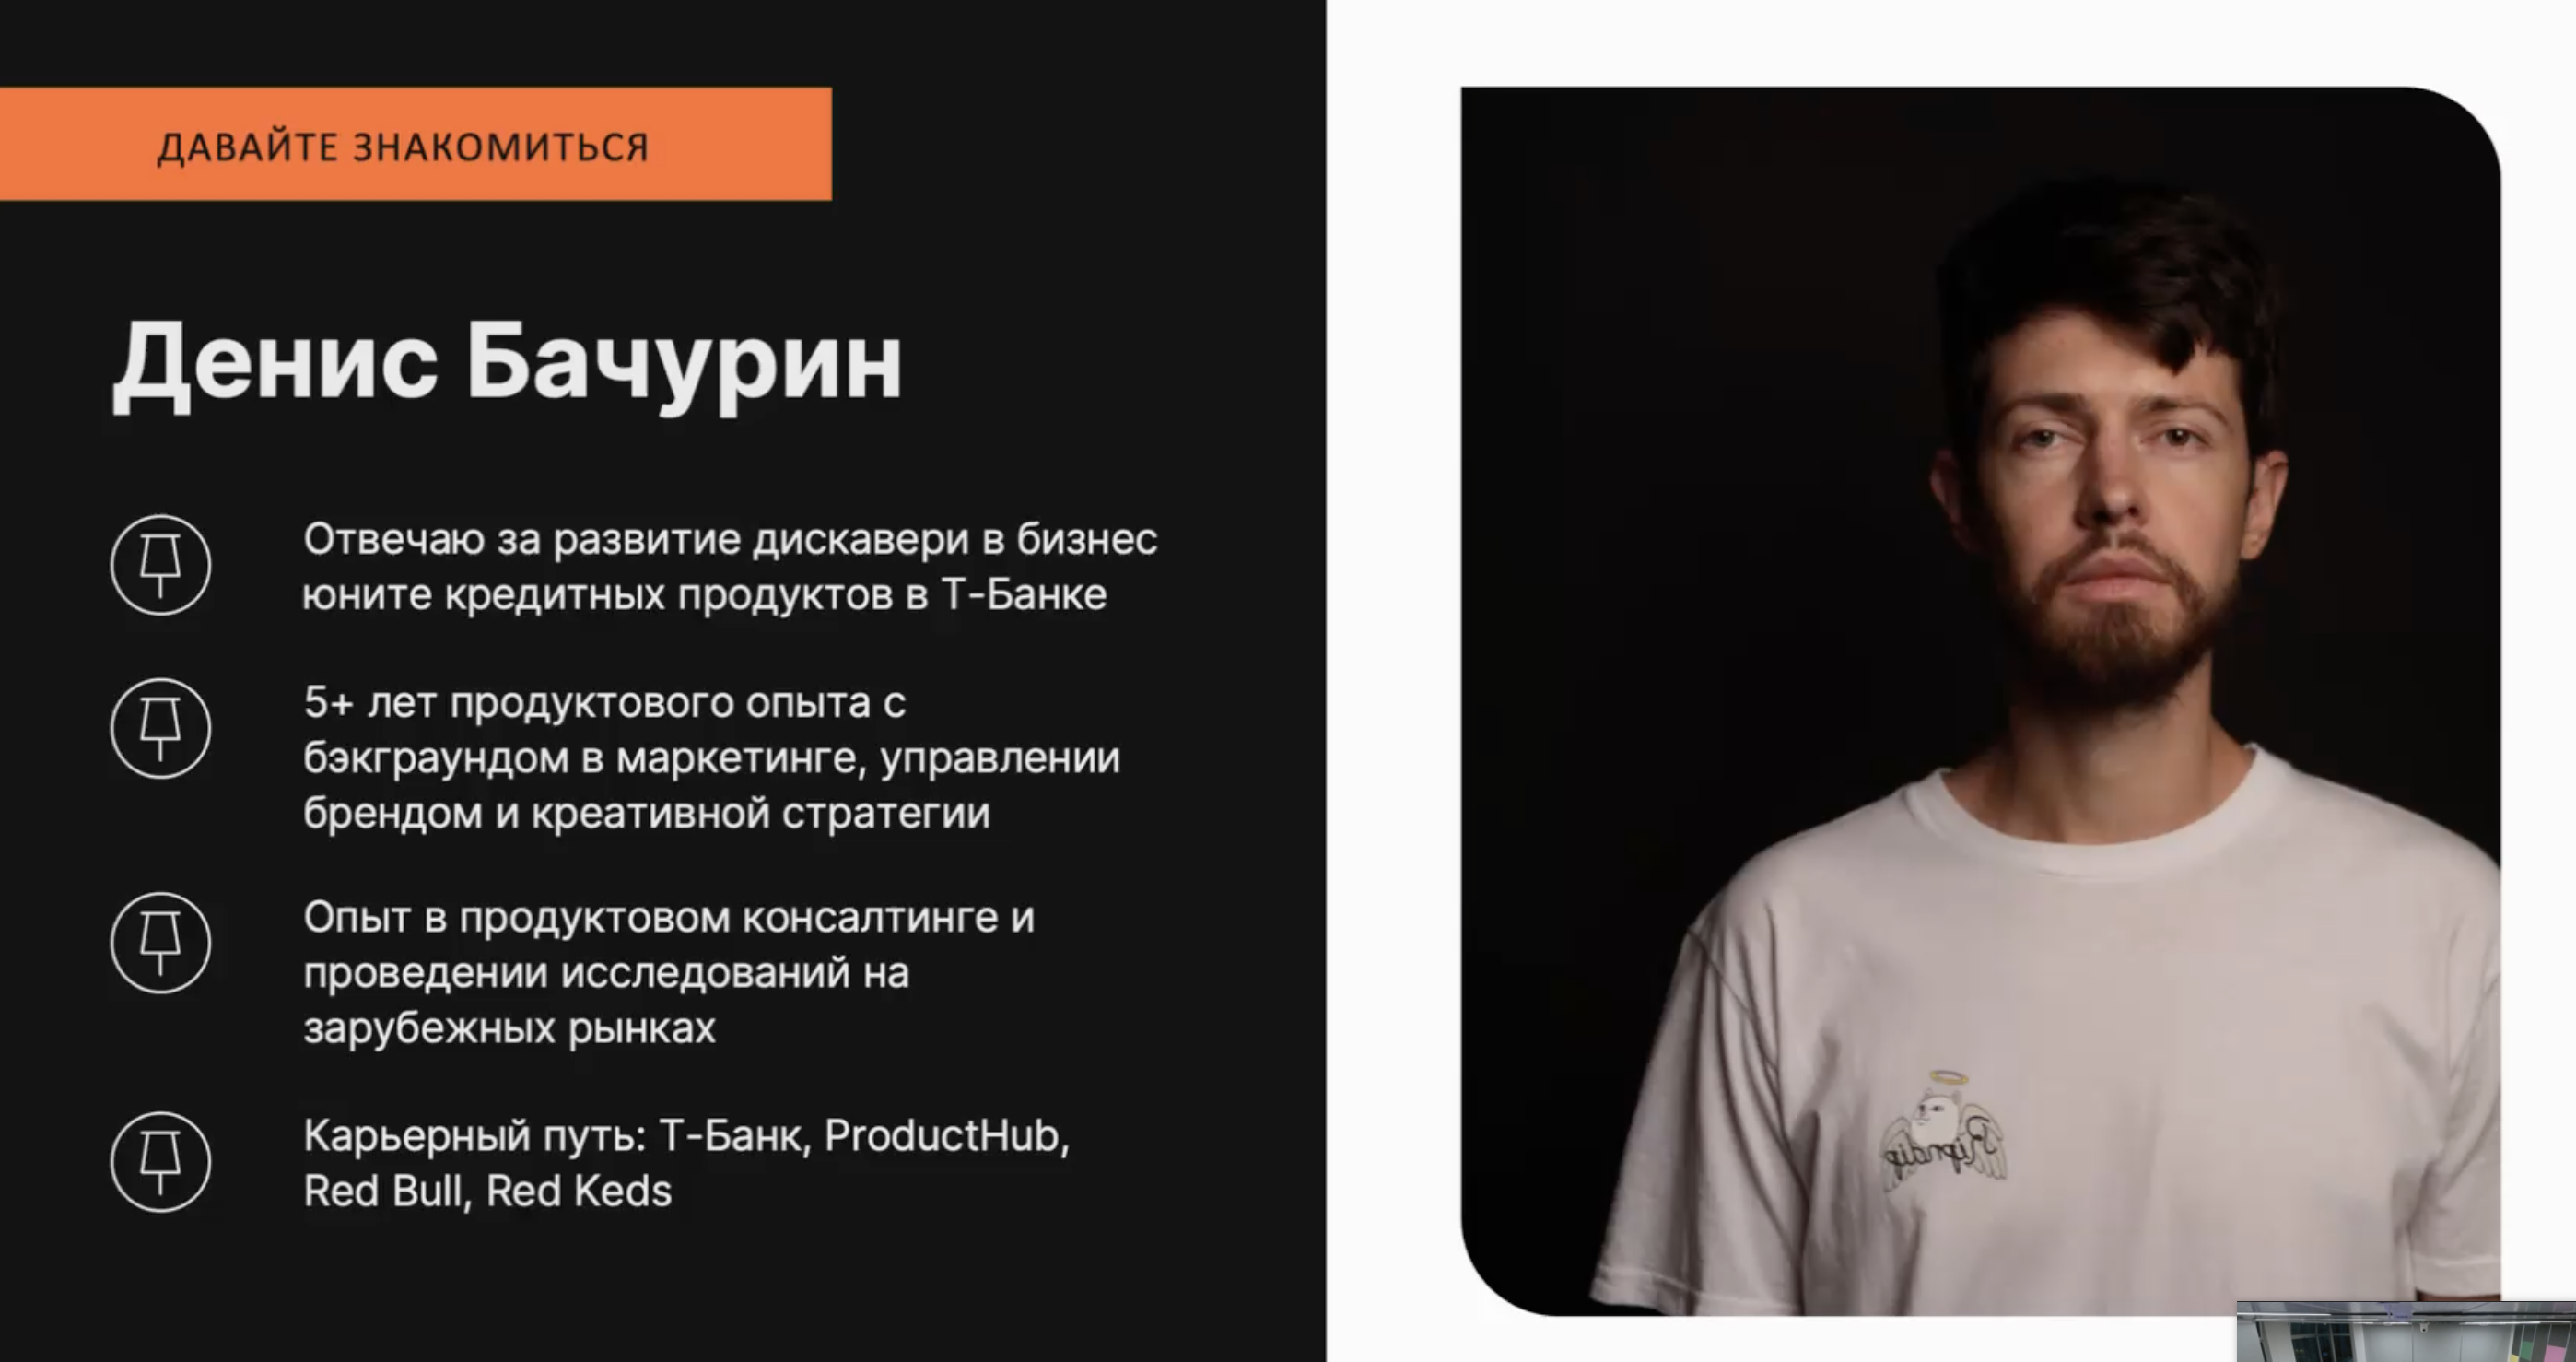 ДАВАЙТЕ ЗНАКОМИТЬСЯ
Денис Бачурин
Отвечаю за развитие дискавери в бизнес
юните кредитных продуктов в Т-Банке
5+ лет продуктового опыта с
бэкграундом в маркетинге, управлении
брендом и креативной стратегии
Опыт в продуктовом консалтинге и
проведении исследований на
зарубежных рынках
Карьерный путь: Т-Банк, ProductHub,
Red Bull, Red Keds
Ripndip